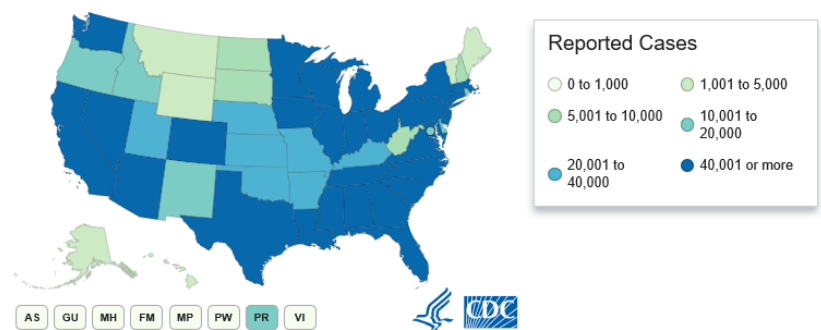 Reported Cases
0 to 1,000
1,001 to 5,000
5,001 to 10,000
10,001 to
20,000
20,001 to
40,000
40,001 or more
AS GU MH FM MP PW PR VI
CDC